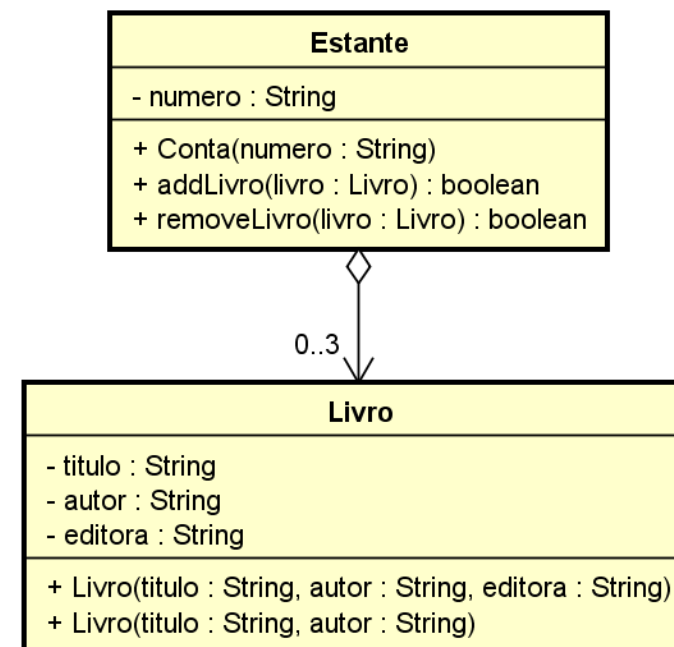 Estante
- numero : String
+ Conta(numero : String)
+ addLivro(livro : Livro) : boolean
+ removeLivro(livro : Livro) : boolean
0..3
Livro
- titulo : String
- autor : String
- editora : String
+ Livro(titulo : String, autor : String, editora : String)
+ Livro(titulo : String, autor : String)